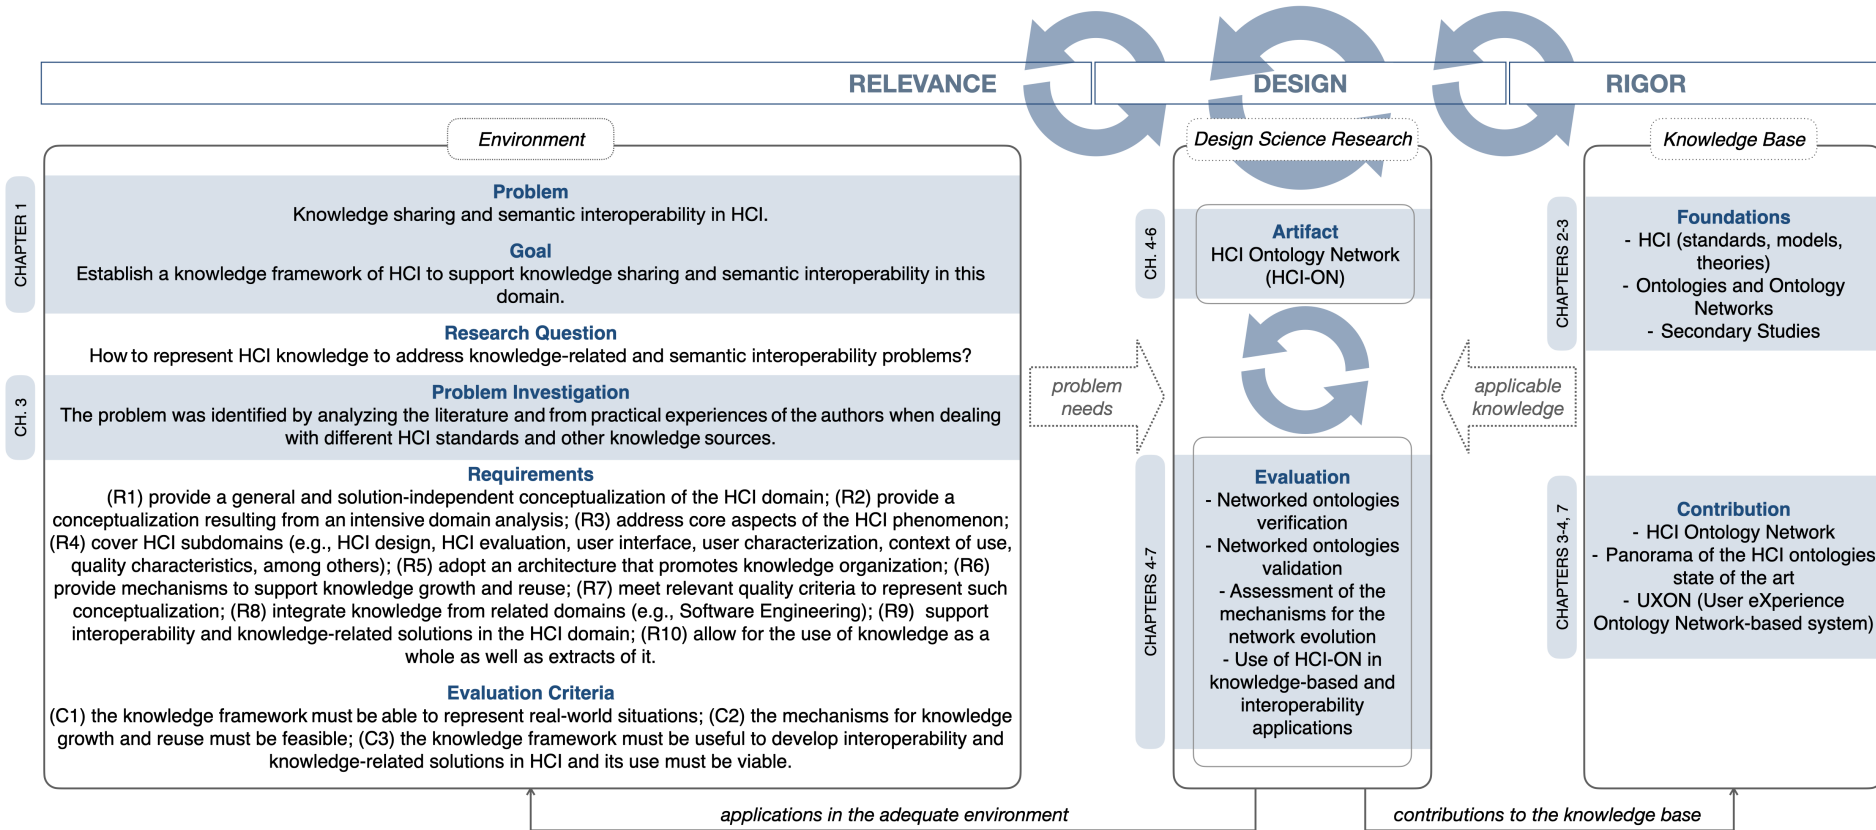 RELEVANCE
DESIGN
RIGOR
Environment
CHAPTER 1
Problem
Knowledge sharing and semantic interoperability in HCI.
Goal
Establish a knowledge framework of HCI to support knowledge sharing and semantic interoperability in this
domain.
Research Question
How to represent HCI knowledge to address knowledge-related and semantic interoperability problems?
CH. 3
Problem Investigation
The problem was identified by analyzing the literature and from practical experiences of the authors when dealing
with different HCI standards and other knowledge sources.
Requirements
(R1) provide a general and solution-independent conceptualization of the HCI domain; (R2) provide a
conceptualization resulting from an intensive domain analysis; (R3) address core aspects of the HCI phenomenon;
(R4) cover HCI subdomains (e.g., HCI design, HCI evaluation, user interface, user characterization, context of use,
quality characteristics, among others); (R5) adopt an architecture that promotes knowledge organization; (R6)
provide mechanisms to support knowledge growth and reuse; (R7) meet relevant quality criteria to represent such
conceptualization; (R8) integrate knowledge from related domains (e.g., Software Engineering); (R9) support
interoperability and knowledge-related solutions in the HCI domain; (R10) allow for the use of knowledge as a
whole as well as extracts of it.
Evaluation Criteria
(C1) the knowledge framework must be able to represent real-world situations; (C2) the mechanisms for knowledge
growth and reuse must be feasible; (C3) the knowledge framework must be useful to develop interoperability and
knowledge-related solutions in HCI and its use must be viable.
problem
needs
Design Science Research
CH. 4-6
Artifact
HCI Ontology Network
(HCI-ON)
CHAPTERS 4-7
Evaluation
- Networked ontologies
verification
- Networked ontologies
validation
- Assessment of the
mechanisms for the
network evolution
- Use of HCI-ON in
knowledge-based and
interoperability
applications
applicable
knowledge
Knowledge Base
CHAPTERS 2-3
Foundations
- HCI (standards, models,
theories)
- Ontologies and Ontology
Networks
- Secondary Studies
CHAPTERS 3-4, 7
Contribution
- HCI Ontology Network
- Panorama of the HCI ontologies
state of the art
- UXON (User eXperience
Ontology Network-based system)
applications in the adequate environment
contributions to the knowledge base